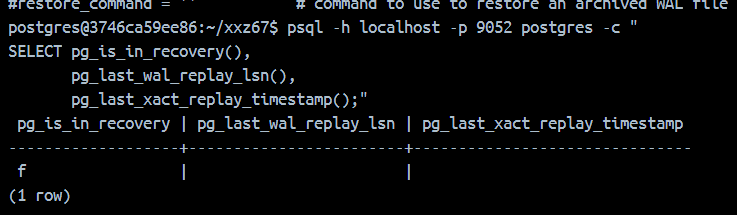 #restore_command = ''            # command to use to restore an archived WAL file
postgres@3746ca59ee86:~/xxz67$ psql -h localhost -p 9052 postgres -c "
SELECT pg_is_in_recovery(),
       pg_last_wal_replay_lsn(),
       pg_last_xact_replay_timestamp();"
 pg_is_in_recovery | pg_last_wal_replay_lsn | pg_last_xact_replay_timestamp
-------------------+------------------------+-------------------------------
 f                 |                        |
(1 row)